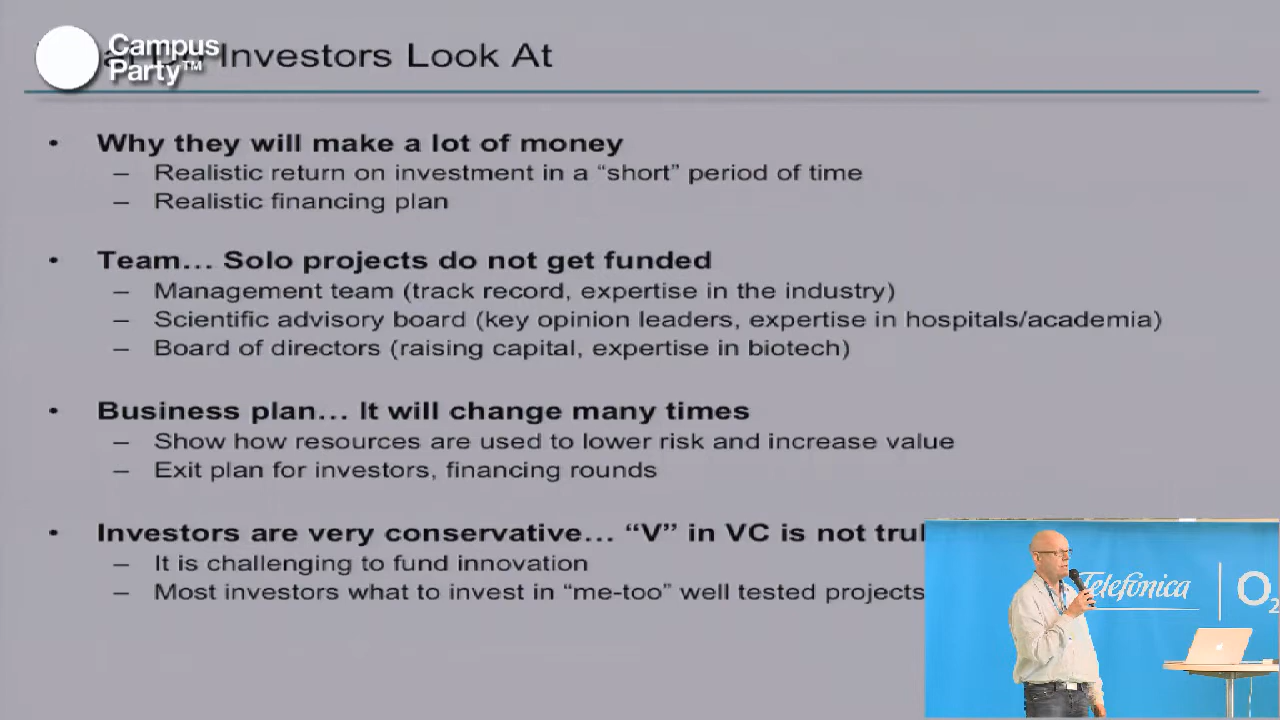 Campus
Party™
Investors Look At
• Why they will make a lot of money
– Realistic return on investment in a “short” period of time
– Realistic financing plan
• Team… Solo projects do not get funded
– Management team (track record, expertise in the industry)
– Scientific advisory board (key opinion leaders, expertise in hospitals/academia)
– Board of directors (raising capital, expertise in biotech)
• Business plan… It will change many times
– Show how resources are used to lower risk and increase value
– Exit plan for investors, financing rounds
• Investors are very conservative… “V” in VC is not
– It is challenging to fund innovation
– Most investors what to invest in “me-too” well tested projects
Telefónica
O2